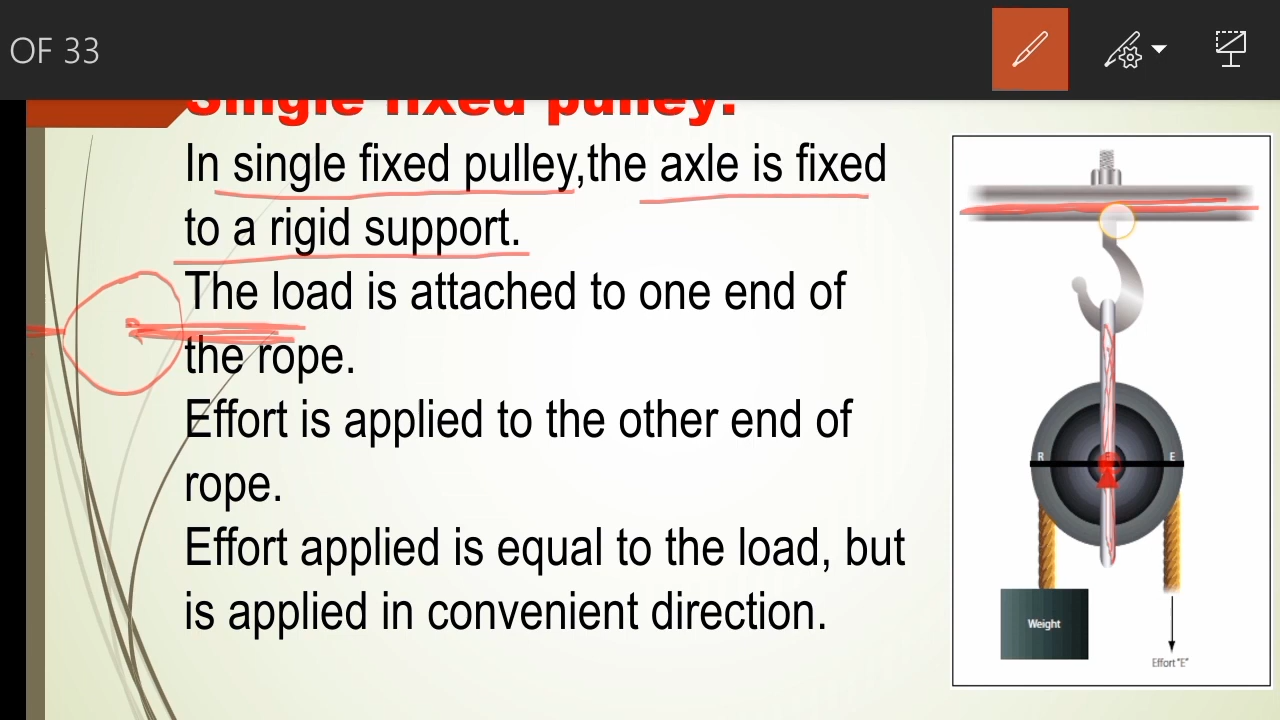 OF 33
Single fixed pulley:
In single fixed pulley,the axle is fixed
to a rigid support.
The load is attached to one end of
the rope.
Effort is applied to the other end of
rope.
Effort applied is equal to the load, but
is applied in convenient direction.
R
E
Weight
Effort "E"